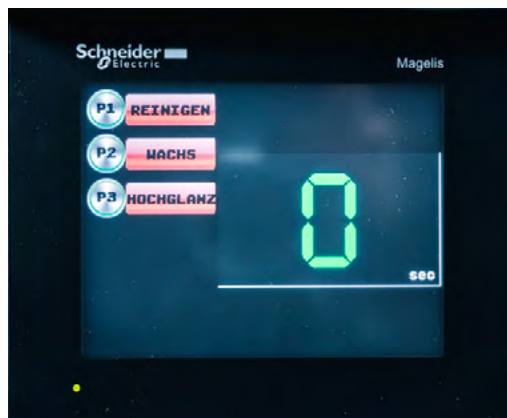 Schneider
Electric
Magelis
P1 REINIGEN
P2 WACHS
P3 HOCHGLANZ
0
sec